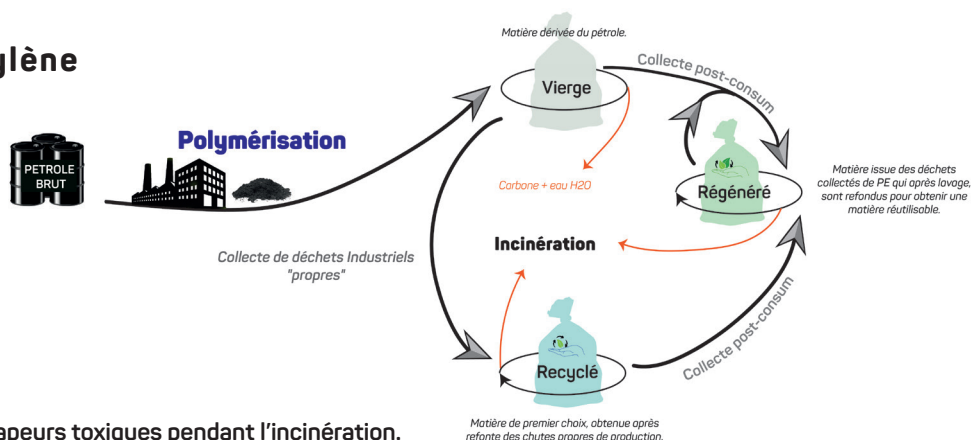 Matière dérivée du pétrole.
ylène
Collecte post-consum
Vierge
Polymérisation
PETROLE
BRUT
Carbone + eau H2O
Régénéré
Matière issue des déchets
collectés de PE qui après lavage,
sont refondus pour obtenir une
matière réutilisable.
Incinération
Collecte de déchets Industriels
"propres"
Collecte post-consum
Recyclé
Matière de premier choix, obtenue après
refonte des chutes propres de production.
apeurs toxiques pendant l'incinération.